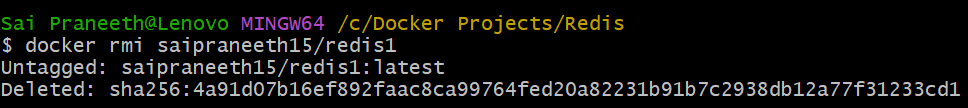 Sai Praneeth@Lenovo MINGW64 /c/Docker Projects/Redis
$ docker rmi saipraneeth15/redis1
Untagged: saipraneeth15/redis1:latest
Deleted: sha256:4a91d07b16ef892faac8ca99764fed20a82231b91b7c2938db12a77f31233cd1